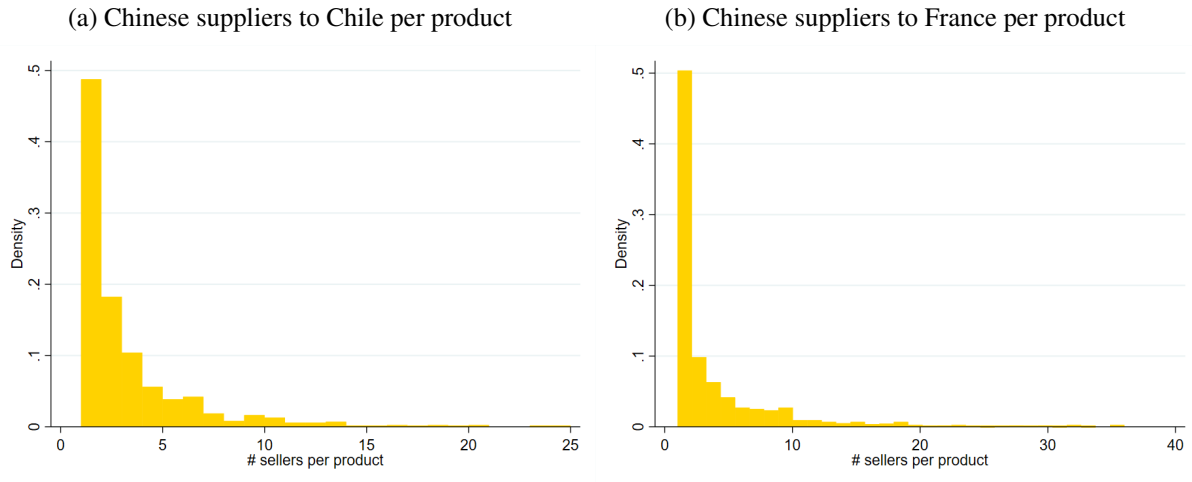 (a) Chinese suppliers to Chile per product
(b) Chinese suppliers to France per product
Density
.5
.4
.3
.2
.1
0
0 5 10 15 20 25
# sellers per product
Density
.5
.4
.3
.2
.1
0
0 10 20 30 40
# sellers per product